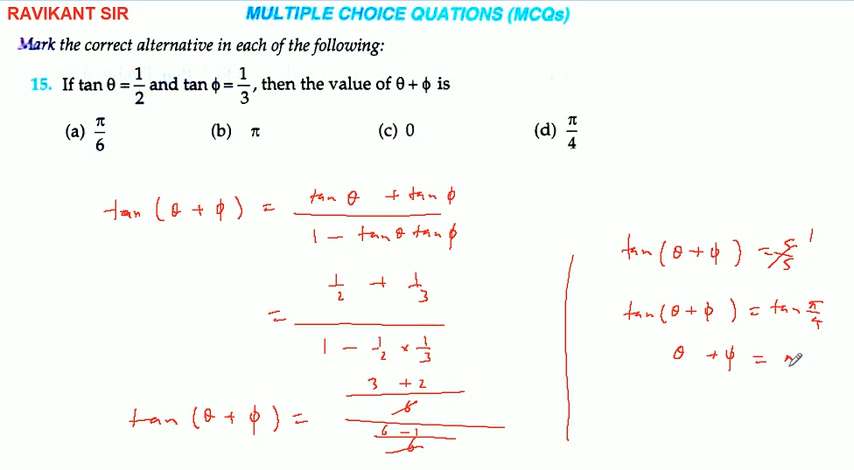 RAVIKANT SIR
MULTIPLE CHOICE QUATIONS (MCQs)
Mark the correct alternative in each of the following:
15. If tan θ = 1/2 and tan ϕ = 1/3, then the value of θ + ϕ is
(a) π/6 (b) π (c) 0 (d) π/4
tan (θ + ϕ) = (tan θ + tan ϕ)/(1 - tan θ tan ϕ)
= (1/2 + 1/3)/(1 - 1/2 × 1/3)
tan (θ + ϕ) = ((3 + 2)/6)/((6 - 1)/6)
tan (θ + ϕ) = 5/5 1
tan (θ + ϕ) = tan π/4
θ + ϕ =